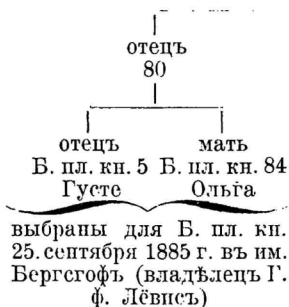 отецъ
80
отецъ мать
Б. пл. кн. 5 Б. пл. кн. 84
Густе Ольга
выбраны для Б. пл. кн.
25. сентября 1885 г. въ им.
Бергсгофъ (владѣлецъ Г.
ф. Лёвисъ)